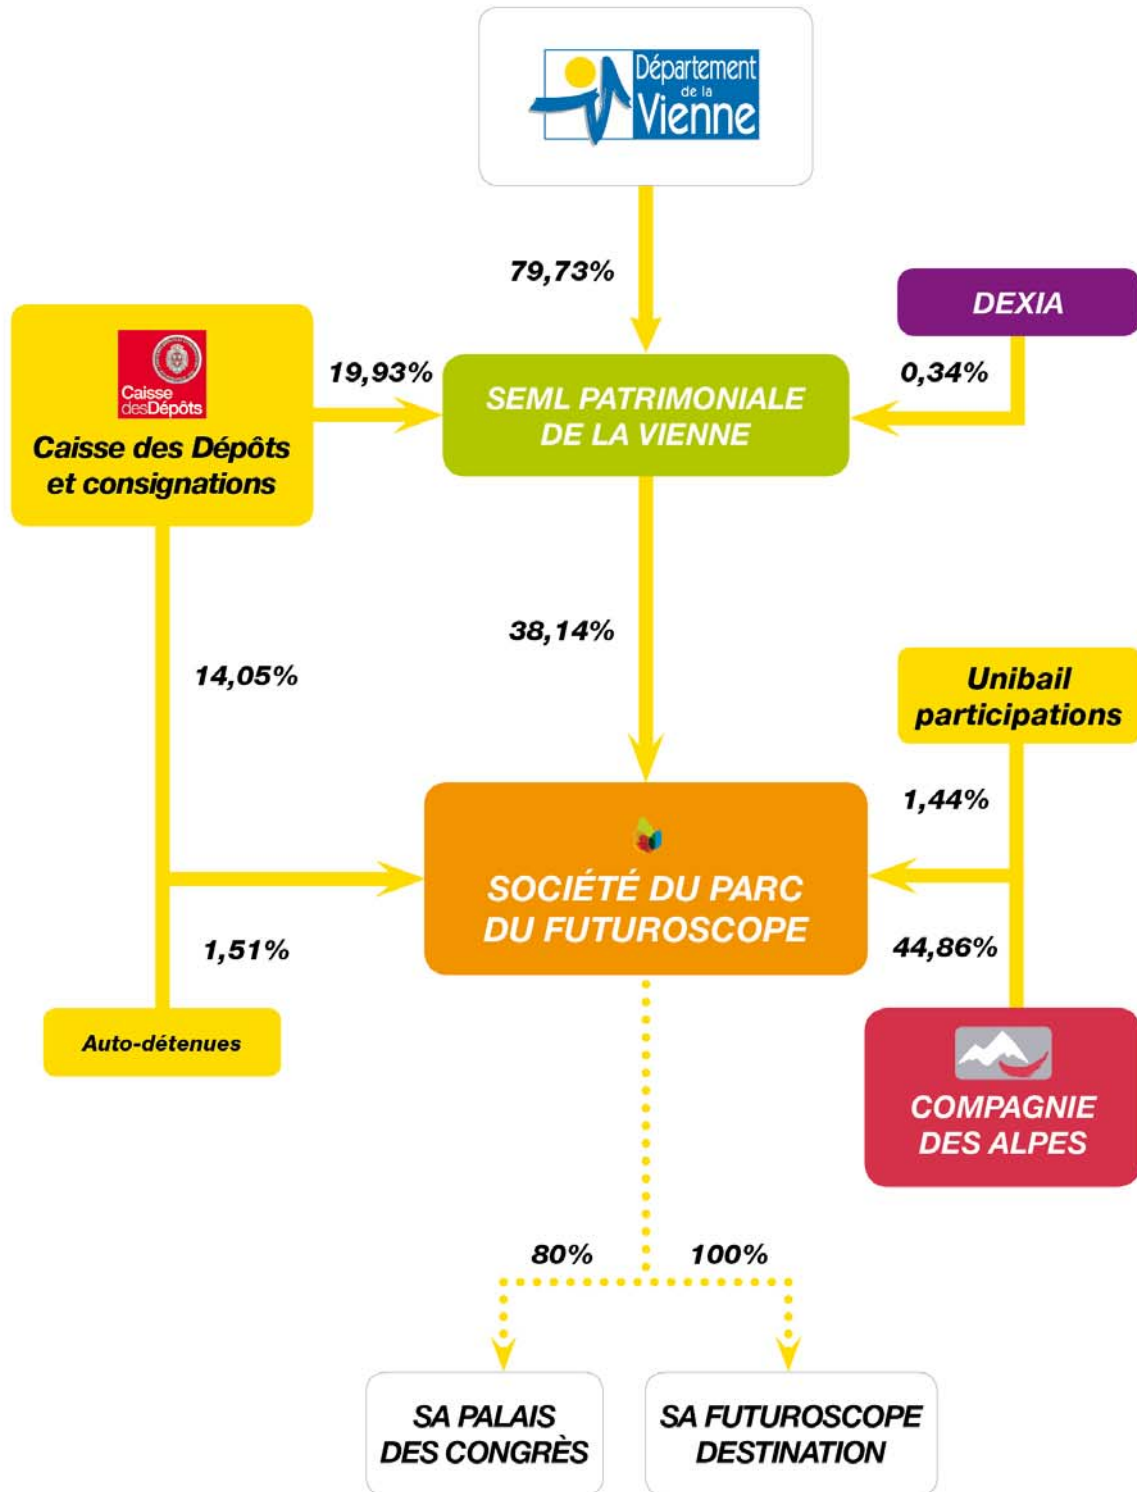 Département
de la
Vienne
79,73%
DEXIA
0,34%
Caisse
desDépôts
Caisse des Dépôts
et consignations
19,93%
SEML PATRIMONIALE
DE LA VIENNE
38,14%
14,05%
Unibail
participations
1,44%
SOCIÉTÉ DU PARC
DU FUTUROSCOPE
1,51%
44,86%
Auto-détenues
COMPAGNIE
DES ALPES
80%
100%
SA PALAIS
DES CONGRÈS
SA FUTUROSCOPE
DESTINATION